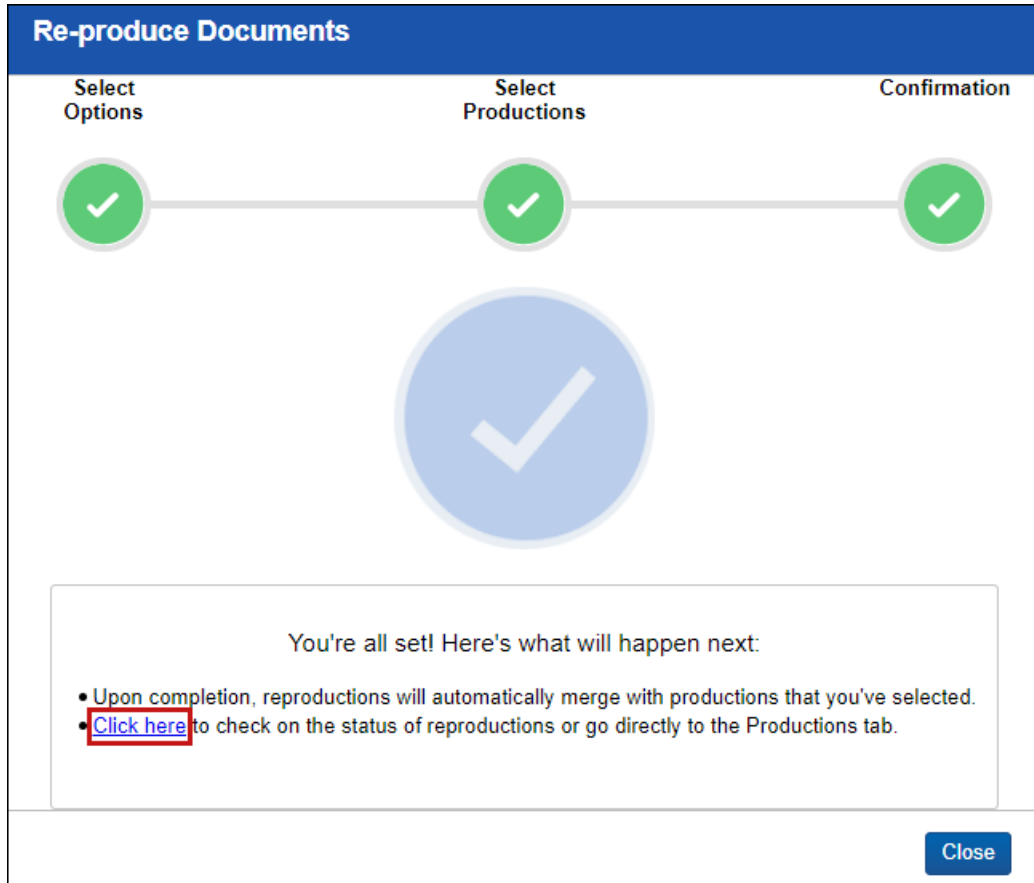 Re-produce Documents
Select
Options
Select
Productions
Confirmation
You're all set! Here's what will happen next:
• Upon completion, reproductions will automatically merge with productions that you've selected.
• Click here to check on the status of reproductions or go directly to the Productions tab.
Close